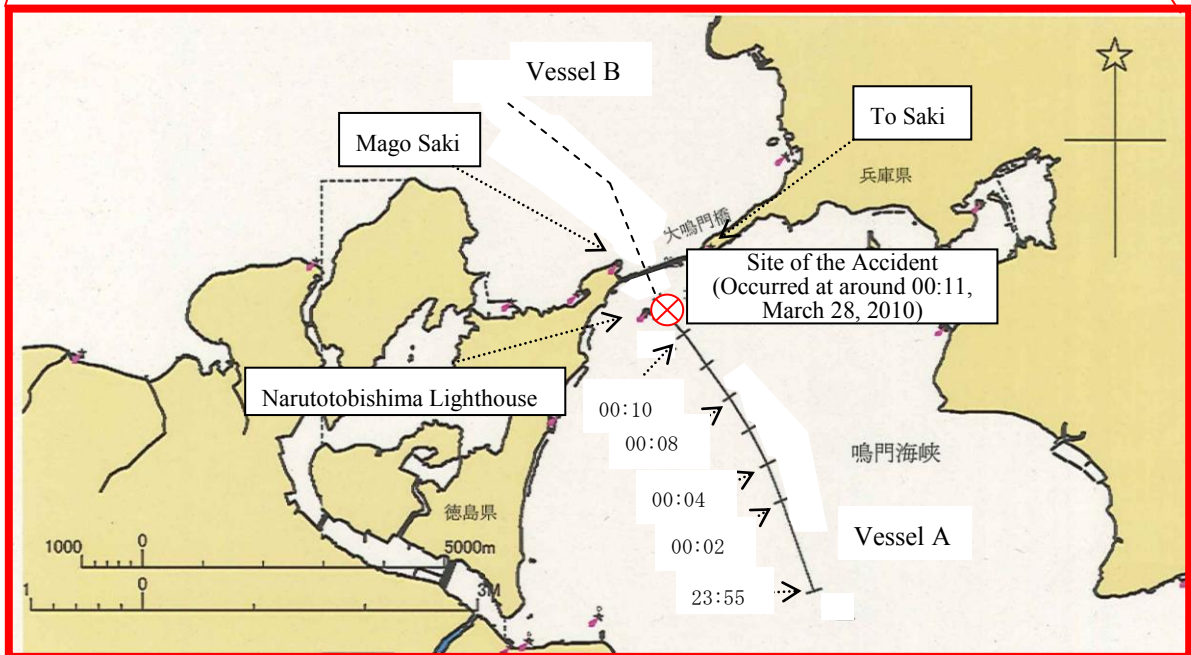 Vessel B
To Saki
Mago Saki
兵庫県
大鳴門橋
Site of the Accident
(Occurred at around 00:11,
March 28, 2010)
Narutotobishima Lighthouse
00:10
00:08
鳴門海峡
00:04
徳島県
00:02
Vessel A
1000
0
5000m
23:55
1
0
3M